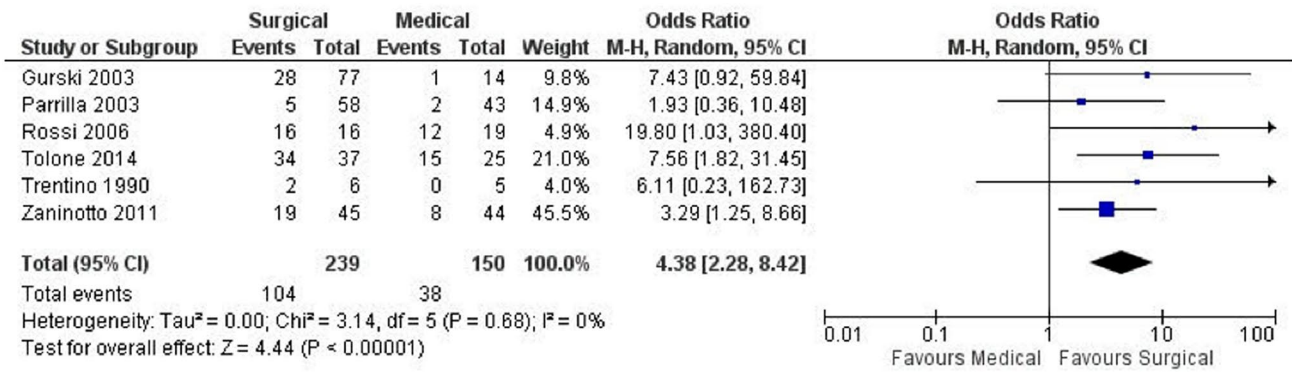 Surgical Medical Odds Ratio Odds Ratio
Study or Subgroup Events Total Events Total Weight M-H, Random, 95% CI M-H, Random, 95% CI
Gurski 2003 28 77 1 14 9.8% 7.43 [0.92, 59.84]
Parrilla 2003 5 58 2 43 14.9% 1.93 [0.36, 10.48]
Rossi 2006 16 16 12 19 4.9% 19.80 [1.03, 380.40]
Tolone 2014 34 37 15 25 21.0% 7.56 [1.82, 31.45]
Trentino 1990 2 6 0 5 4.0% 6.11 [0.23, 162.73]
Zaninotto 2011 19 45 8 44 45.5% 3.29 [1.25, 8.66]
Total (95% CI) 239 150 100.0% 4.38 [2.28, 8.42]
Total events 104 38
Heterogeneity: Tau² = 0.00; Chi² = 3.14, df = 5 (P = 0.68); I² = 0%
Test for overall effect: Z = 4.44 (P < 0.00001)
0.01 0.1 1 10 100
Favours Medical Favours Surgical